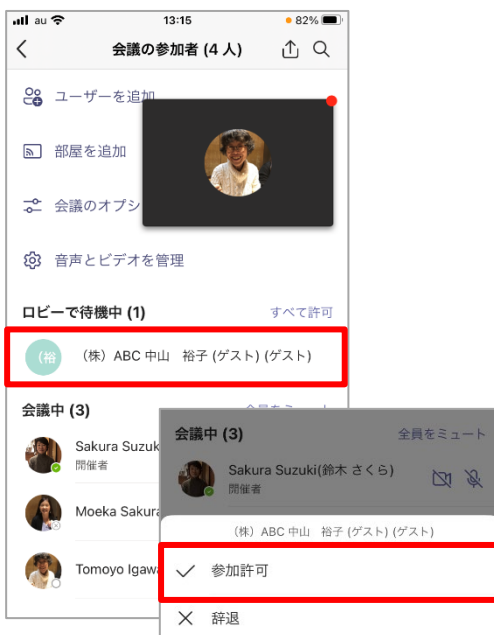 au 13:15 82%
会議の参加者 (4 人)
ユーザーを追加
部屋を追加
会議のオプシ
音声とビデオを管理
ロビーで待機中 (1) すべて許可
(裕 （株）ABC 中山 裕子 (ゲスト) (ゲスト)
会議中 (3)
Sakura Suzuk
開催者
Moeka Sakura
Tomoyo Igaw
会議中 (3) 全員をミュート
Sakura Suzuki(鈴木 さくら)
開催者
（株）ABC 中山 裕子 (ゲスト) (ゲスト)
参加許可
辞退